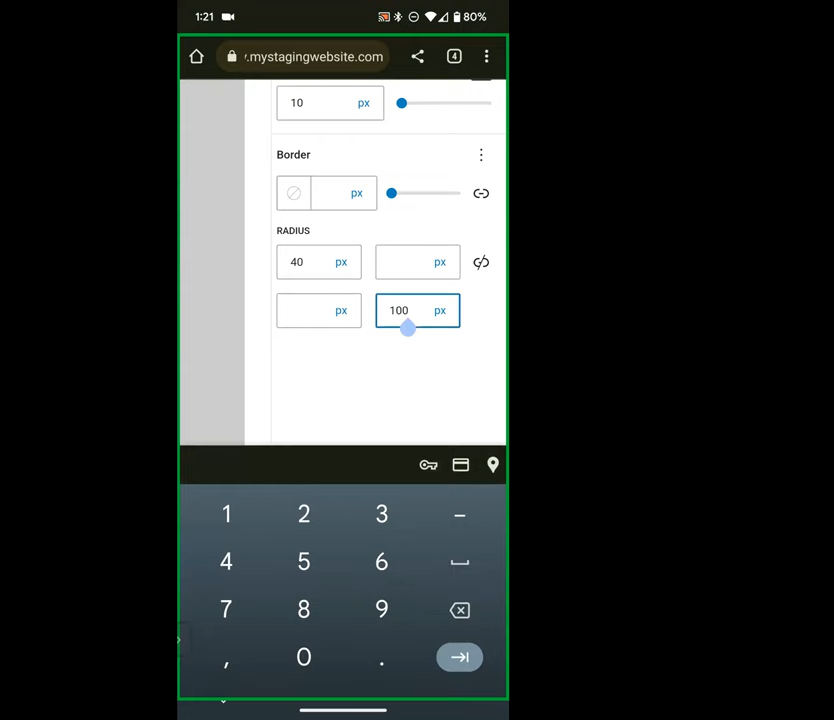 1:21 80%
.mystagingwebsite.com 4
10 px
Border
px
RADIUS
40 px px
px 100 px
1 2 3 –
4 5 6
7 8 9
, 0 .